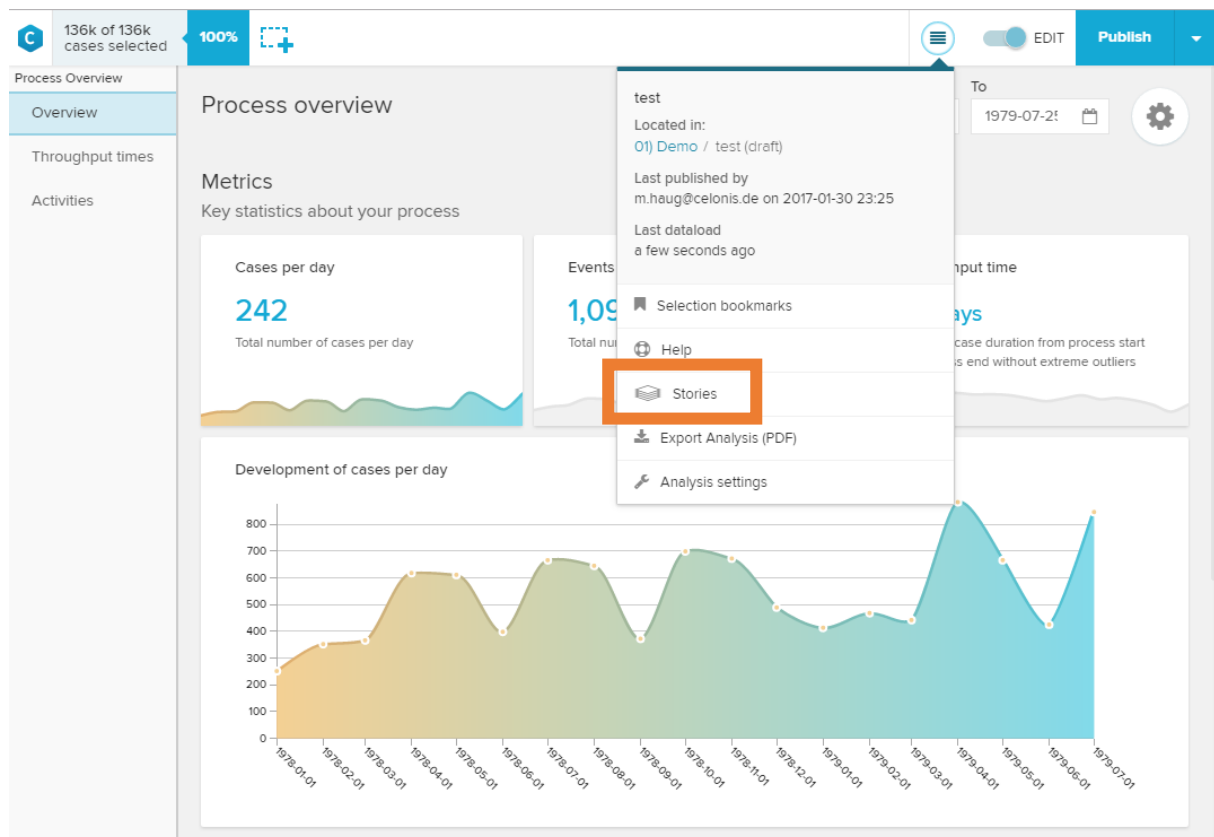 C
136k of 136k
cases selected
100%
EDIT
Publish
Process Overview
Overview
Throughput times
Activities
Process overview
To
1979-07-2
test
Located in:
01) Demo / test (draft)
Last published by
m.haug@celonis.de on 2017-01-30 23:25
Last dataload
a few seconds ago
Selection bookmarks
Help
Stories
Export Analysis (PDF)
Analysis settings
Metrics
Key statistics about your process
Cases per day
242
Total number of cases per day
Events
1,09
Total nu
nput time
ays
case duration from process start
s end without extreme outliers
Development of cases per day
800
700
600
500
400
300
200
100
0
1978-01-01
1978-02-01
1978-03-01
1978-04-01
1978-05-01
1978-06-01
1978-07-01
1978-08-01
1978-09-01
1978-10-01
1978-11-01
1978-12-01
1979-01-01
1979-02-01
1979-03-01
1979-04-01
1979-05-01
1979-06-01
1979-07-01